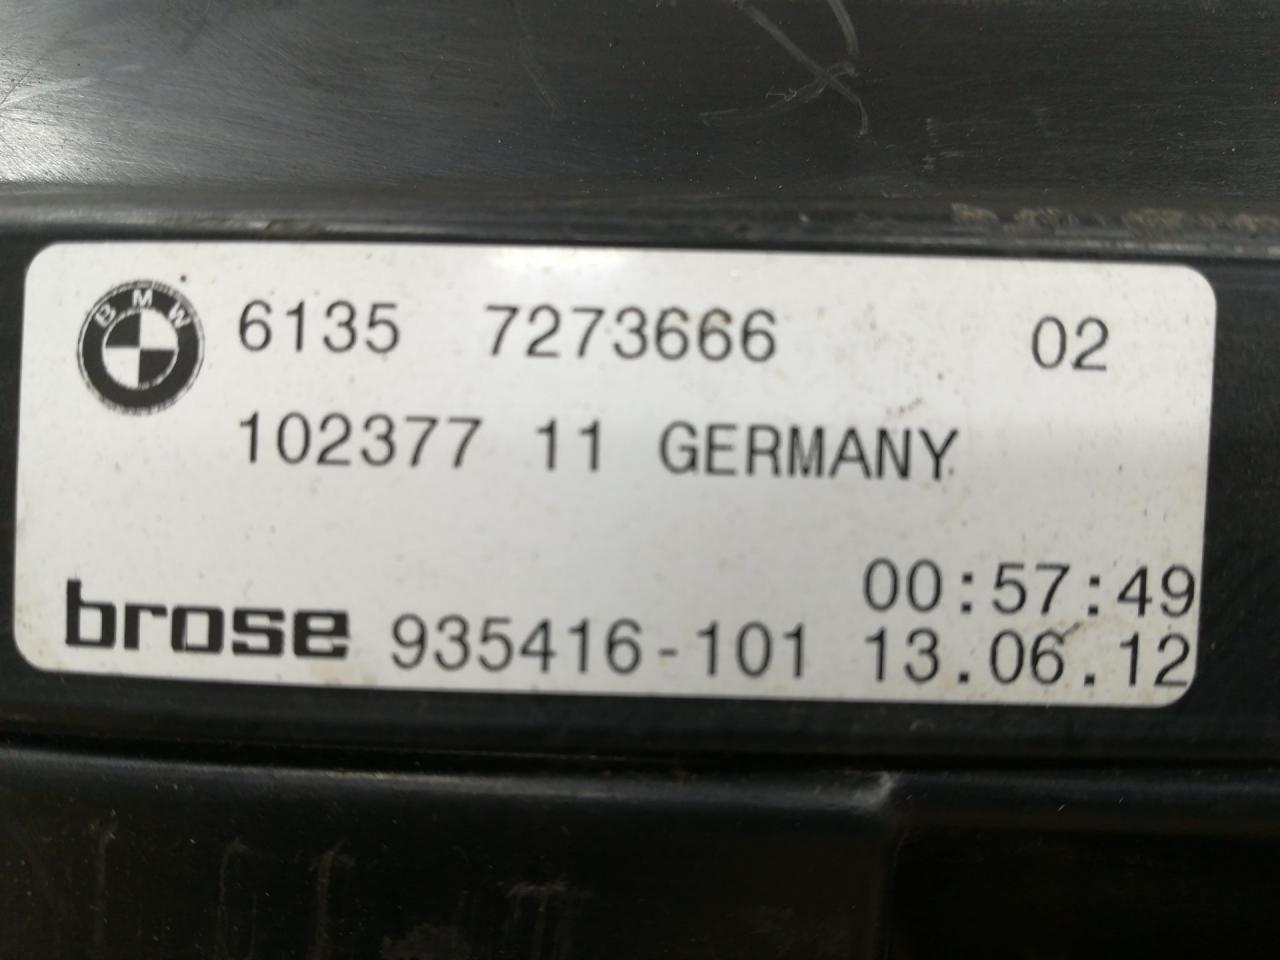 BMW 6135 7273666 02
102377 11 GERMANY
00:57:49
brose 935416-101 13.06.12